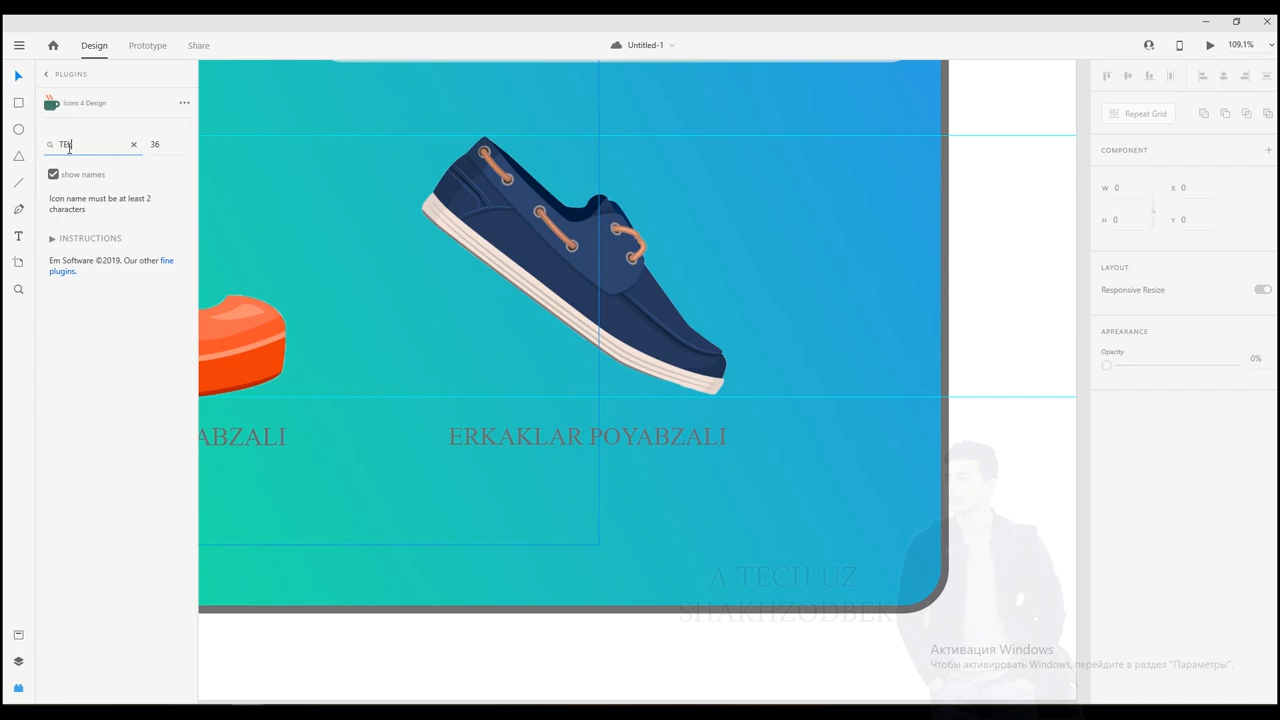 Design
Prototype
Share
Untitled-1
109.1%
PLUGINS
Icons 4 Design
36
show names
Icon name must be at least 2
characters
INSTRUCTIONS
Em Software ©2019. Our other fine
plugins.
ABZALI
ERKAKLAR POYABZALI
A TECH UZ
SHAKHZODBEK
Repeat Grid
COMPONENT
W 0
X 0
H 0
Y 0
LAYOUT
Responsive Resize
APPEARANCE
Opacity
0%
Активация Windows
Чтобы активировать Windows, перейдите в раздел "Параметры".